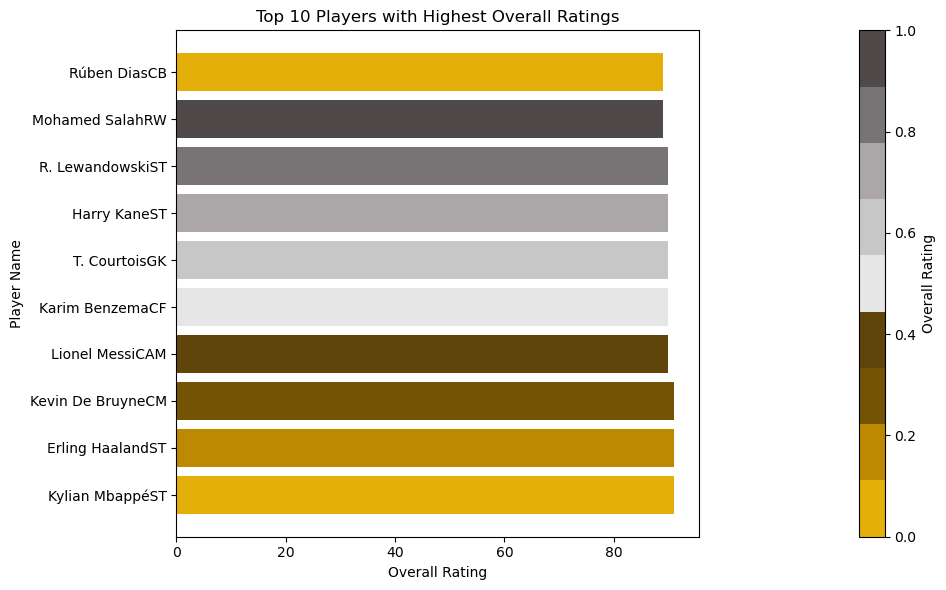 Top 10 Players with Highest Overall Ratings
Player Name
Rúben DiasCB
Mohamed SalahRW
R. LewandowskiST
Harry KaneST
T. CourtoisGK
Karim BenzemaCF
Lionel MessiCAM
Kevin De BruyneCM
Erling HaalandST
Kylian MbappéST
0 20 40 60 80
Overall Rating
1.0
0.8
0.6
0.4
0.2
0.0
Overall Rating